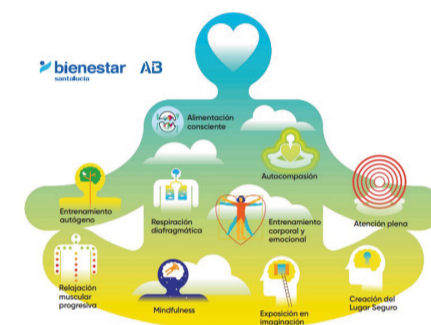 bienestar AB
santalucía
Alimentación
consciente
Autocompasión
Entrenamiento
autógeno
Respiración
diafragmática
Entrenamiento
corporal y
emocional
Atención plena
Relajación
muscular
progresiva
Mindfulness
Exposición en
imaginación
Creación del
Lugar Seguro